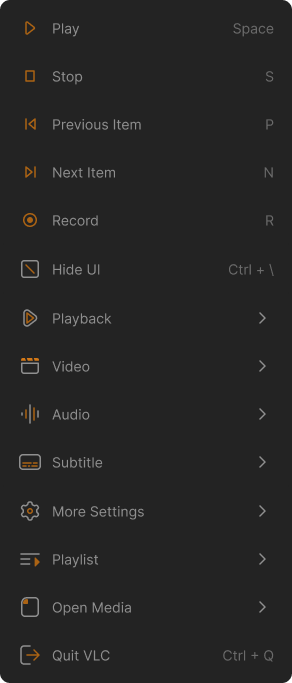 Play Space
Stop S
Previous Item P
Next Item N
Record R
Hide UI Ctrl + \
Playback
Video
Audio
Subtitle
More Settings
Playlist
Open Media
Quit VLC Ctrl + Q